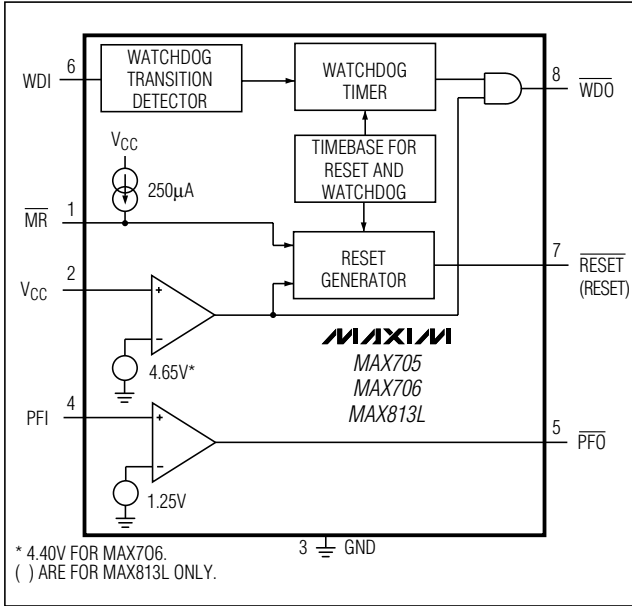 WDI
6
WATCHDOG
TRANSITION
DETECTOR
WATCHDOG
TIMER
8
WDO
VCC
250µA
TIMEBASE FOR
RESET AND
WATCHDOG
MR
1
RESET
GENERATOR
7
RESET
(RESET)
VCC
2
+
−
4.65V*
MAXIM
MAX705
MAX706
MAX813L
PFI
4
+
−
1.25V
5
PFO
3
GND
* 4.40V FOR MAX706.
( ) ARE FOR MAX813L ONLY.